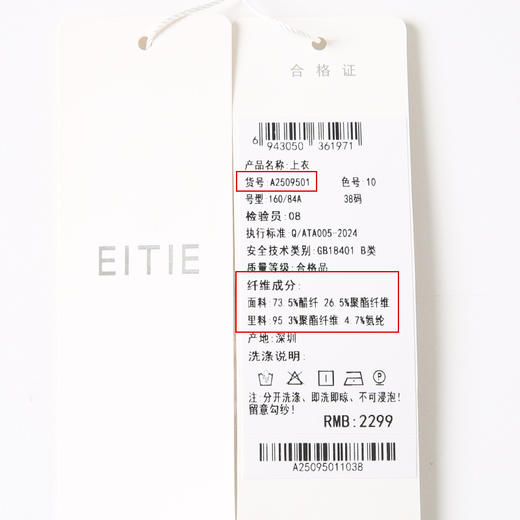 EITIE
合格证
6 943050 361971
产品名称:上衣
货号:A2509501 色号:10
号型:160/84A 38码
检验员:08
执行标准:Q/ATA005-2024
安全技术类别:GB18401 B类
质量等级:合格品
纤维成分:
面料:73 5%醋纤 26 5%聚酯纤维
里料:95 3%聚酯纤维 4.7%氨纶
产地:深圳
洗涤说明:
注:分开洗涤、即洗即晾、不可浸泡!
留意勾纱!
RMB:2299
A25095011038